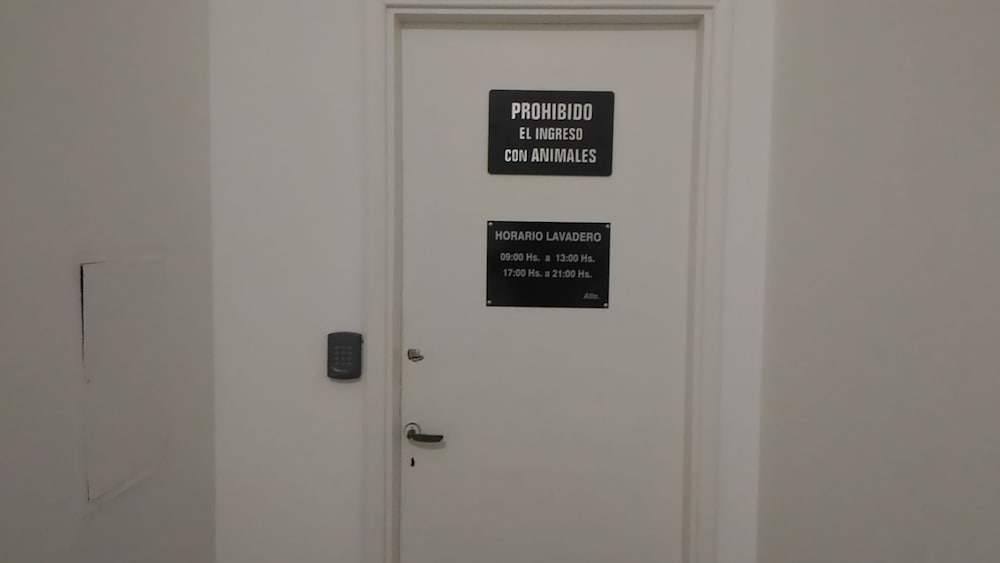 PROHIBIDO
EL INGRESO
CON ANIMALES
HORARIO LAVADERO
09:00 Hs. a 13:00 Hs.
17:00 Hs. a 21:00 Hs.
Atte.